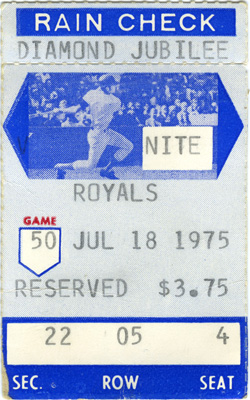 RAIN CHECK
DIAMOND JUBILEE
V NITE
ROYALS
GAME
50 JUL 18 1975
RESERVED $3.75
22 05 4
SEC. ROW SEAT